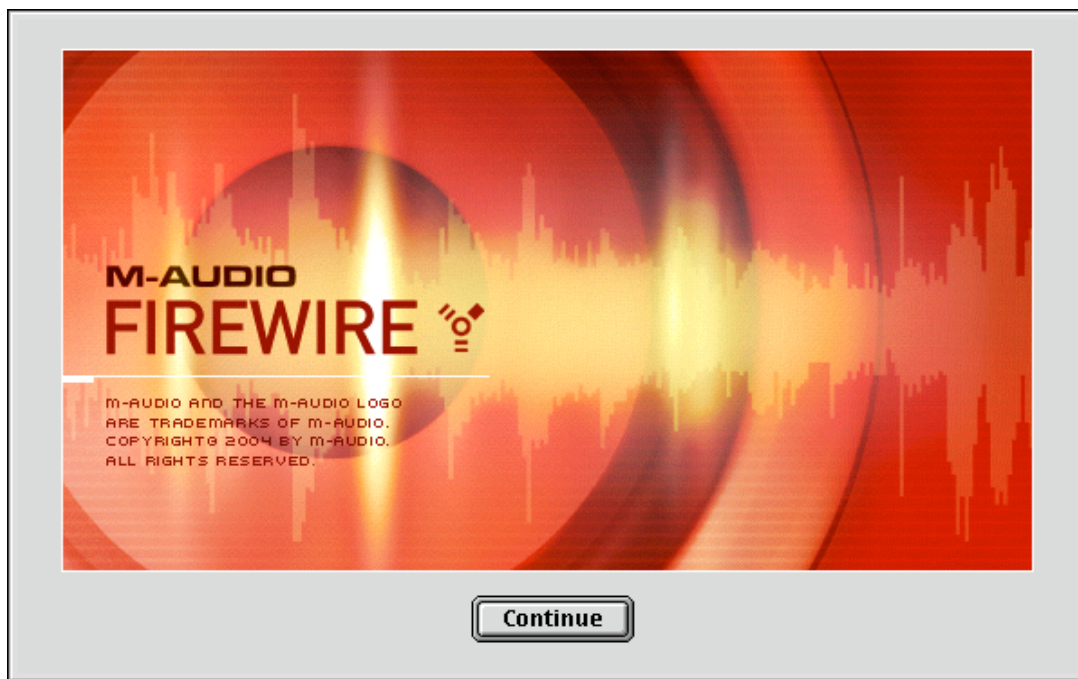 M-AUDIO
FIREWIRE
M-AUDIO AND THE M-AUDIO LOGO
ARE TRADEMARKS OF M-AUDIO.
COPYRIGHT© 2004 BY M-AUDIO.
ALL RIGHTS RESERVED.
Continue